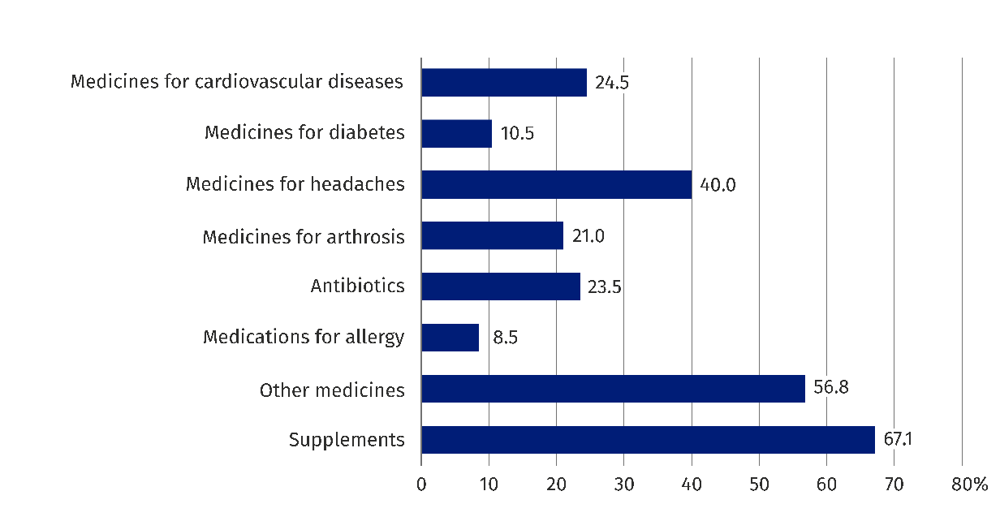 Medicines for cardiovascular diseases 24.5
Medicines for diabetes 10.5
Medicines for headaches 40.0
Medicines for arthrosis 21.0
Antibiotics 23.5
Medications for allergy 8.5
Other medicines 56.8
Supplements 67.1
0 10 20 30 40 50 60 70 80%